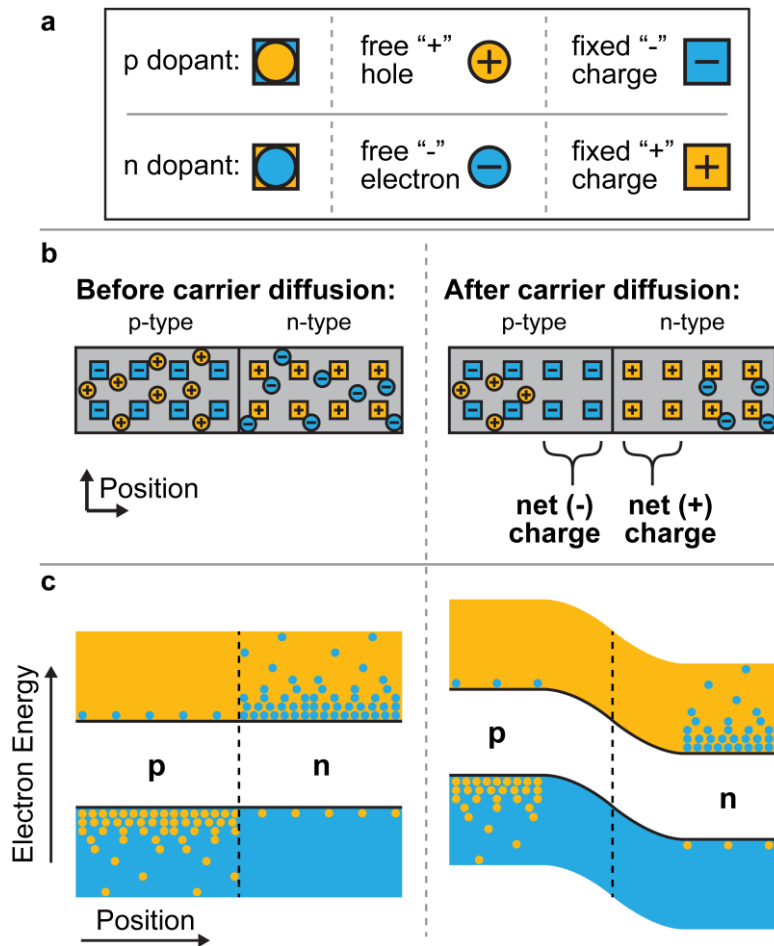 a
p dopant:
free “+”
hole
+
fixed “-”
charge
−
n dopant:
free “-”
electron
−
fixed “+”
charge
+
b
Before carrier diffusion:
p-type
n-type
After carrier diffusion:
p-type
n-type
Position
net (-)
charge
net (+)
charge
c
Electron Energy
p
n
p
n
Position